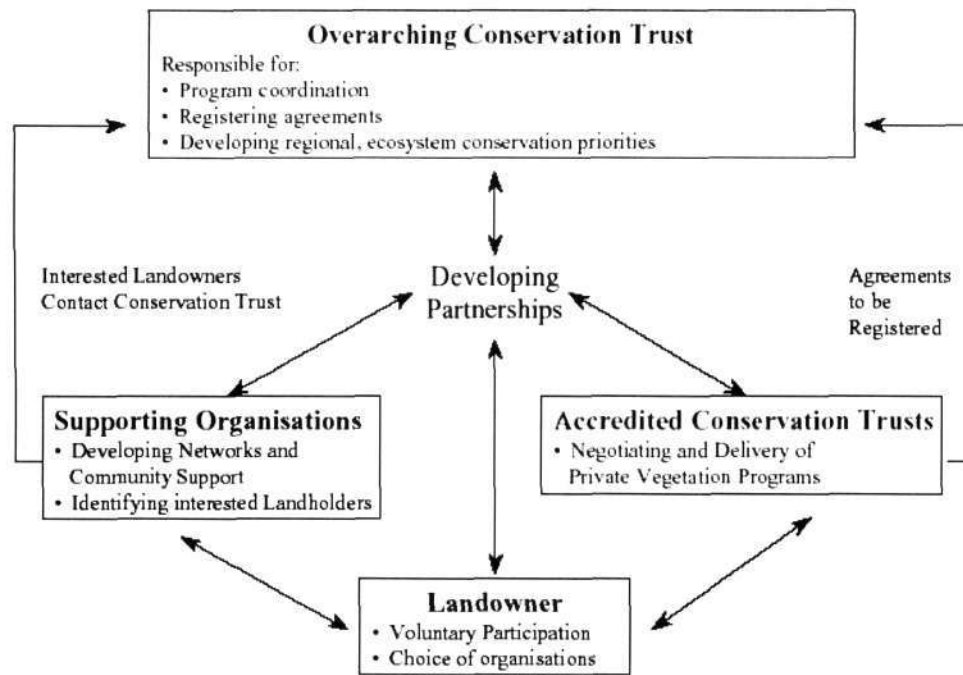 Overarching Conservation Trust
Responsible for:
• Program coordination
• Registering agreements
• Developing regional, ecosystem conservation priorities
Interested Landowners
Contact Conservation Trust
Developing
Partnerships
Agreements
to be
Registered
Supporting Organisations
• Developing Networks and
Community Support
• Identifying interested Landholders
Accredited Conservation Trusts
• Negotiating and Delivery of
Private Vegetation Programs
Landowner
• Voluntary Participation
• Choice of organisations